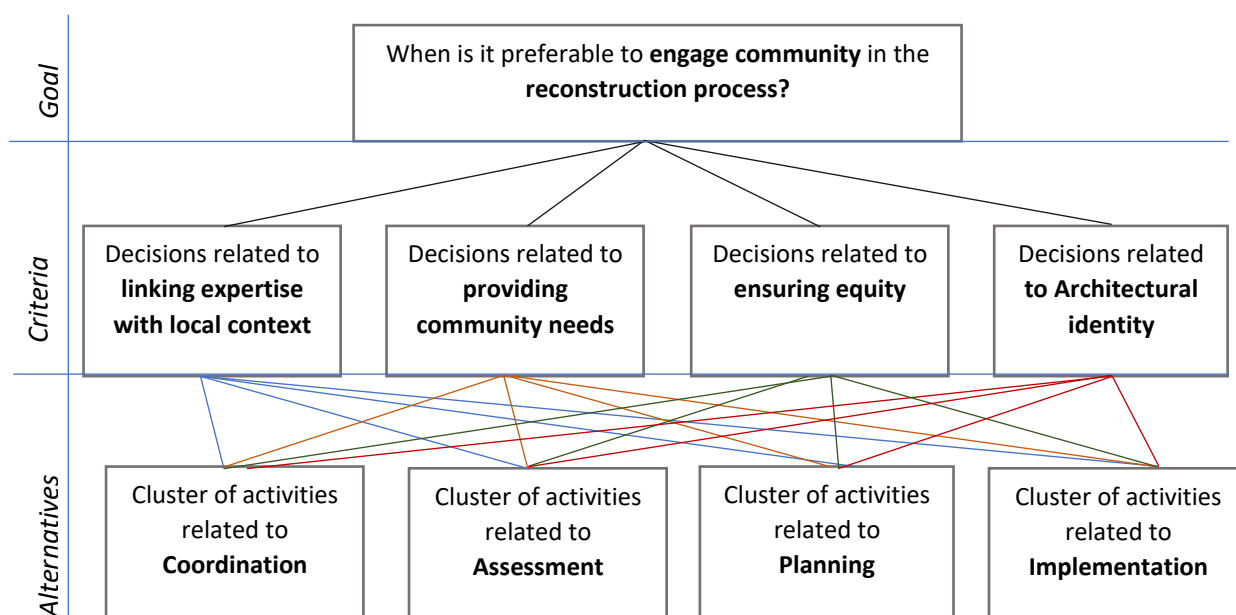 Goal
When is it preferable to engage community in the
reconstruction process?
Criteria
Decisions related to
linking expertise
with local context
Decisions related to
providing
community needs
Decisions related to
ensuring equity
Decisions related
to Architectural
identity
Alternatives
Cluster of activities
related to
Coordination
Cluster of activities
related to
Assessment
Cluster of activities
related to
Planning
Cluster of activities
related to
Implementation